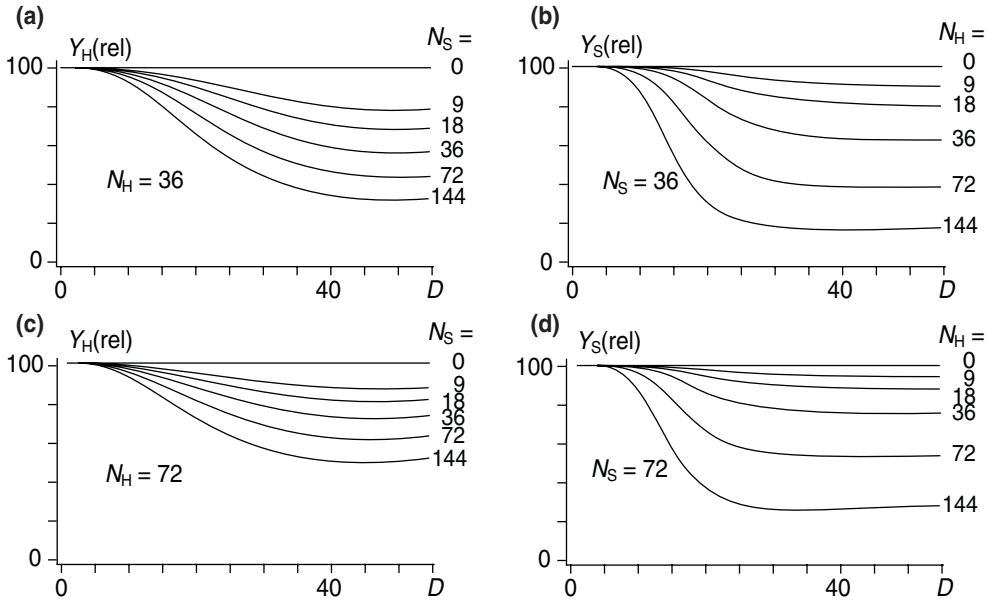 (a)
Y_H(rel)
N_S =
100
0
9
18
36
72
144
N_H = 36
0
0
40
D
(b)
Y_S(rel)
N_H =
100
0
9
18
36
72
144
N_S = 36
0
0
40
D
(c)
Y_H(rel)
N_S =
100
0
9
18
36
72
144
N_H = 72
0
0
40
D
(d)
Y_S(rel)
N_H =
100
0
9
18
36
72
144
N_S = 72
0
0
40
D